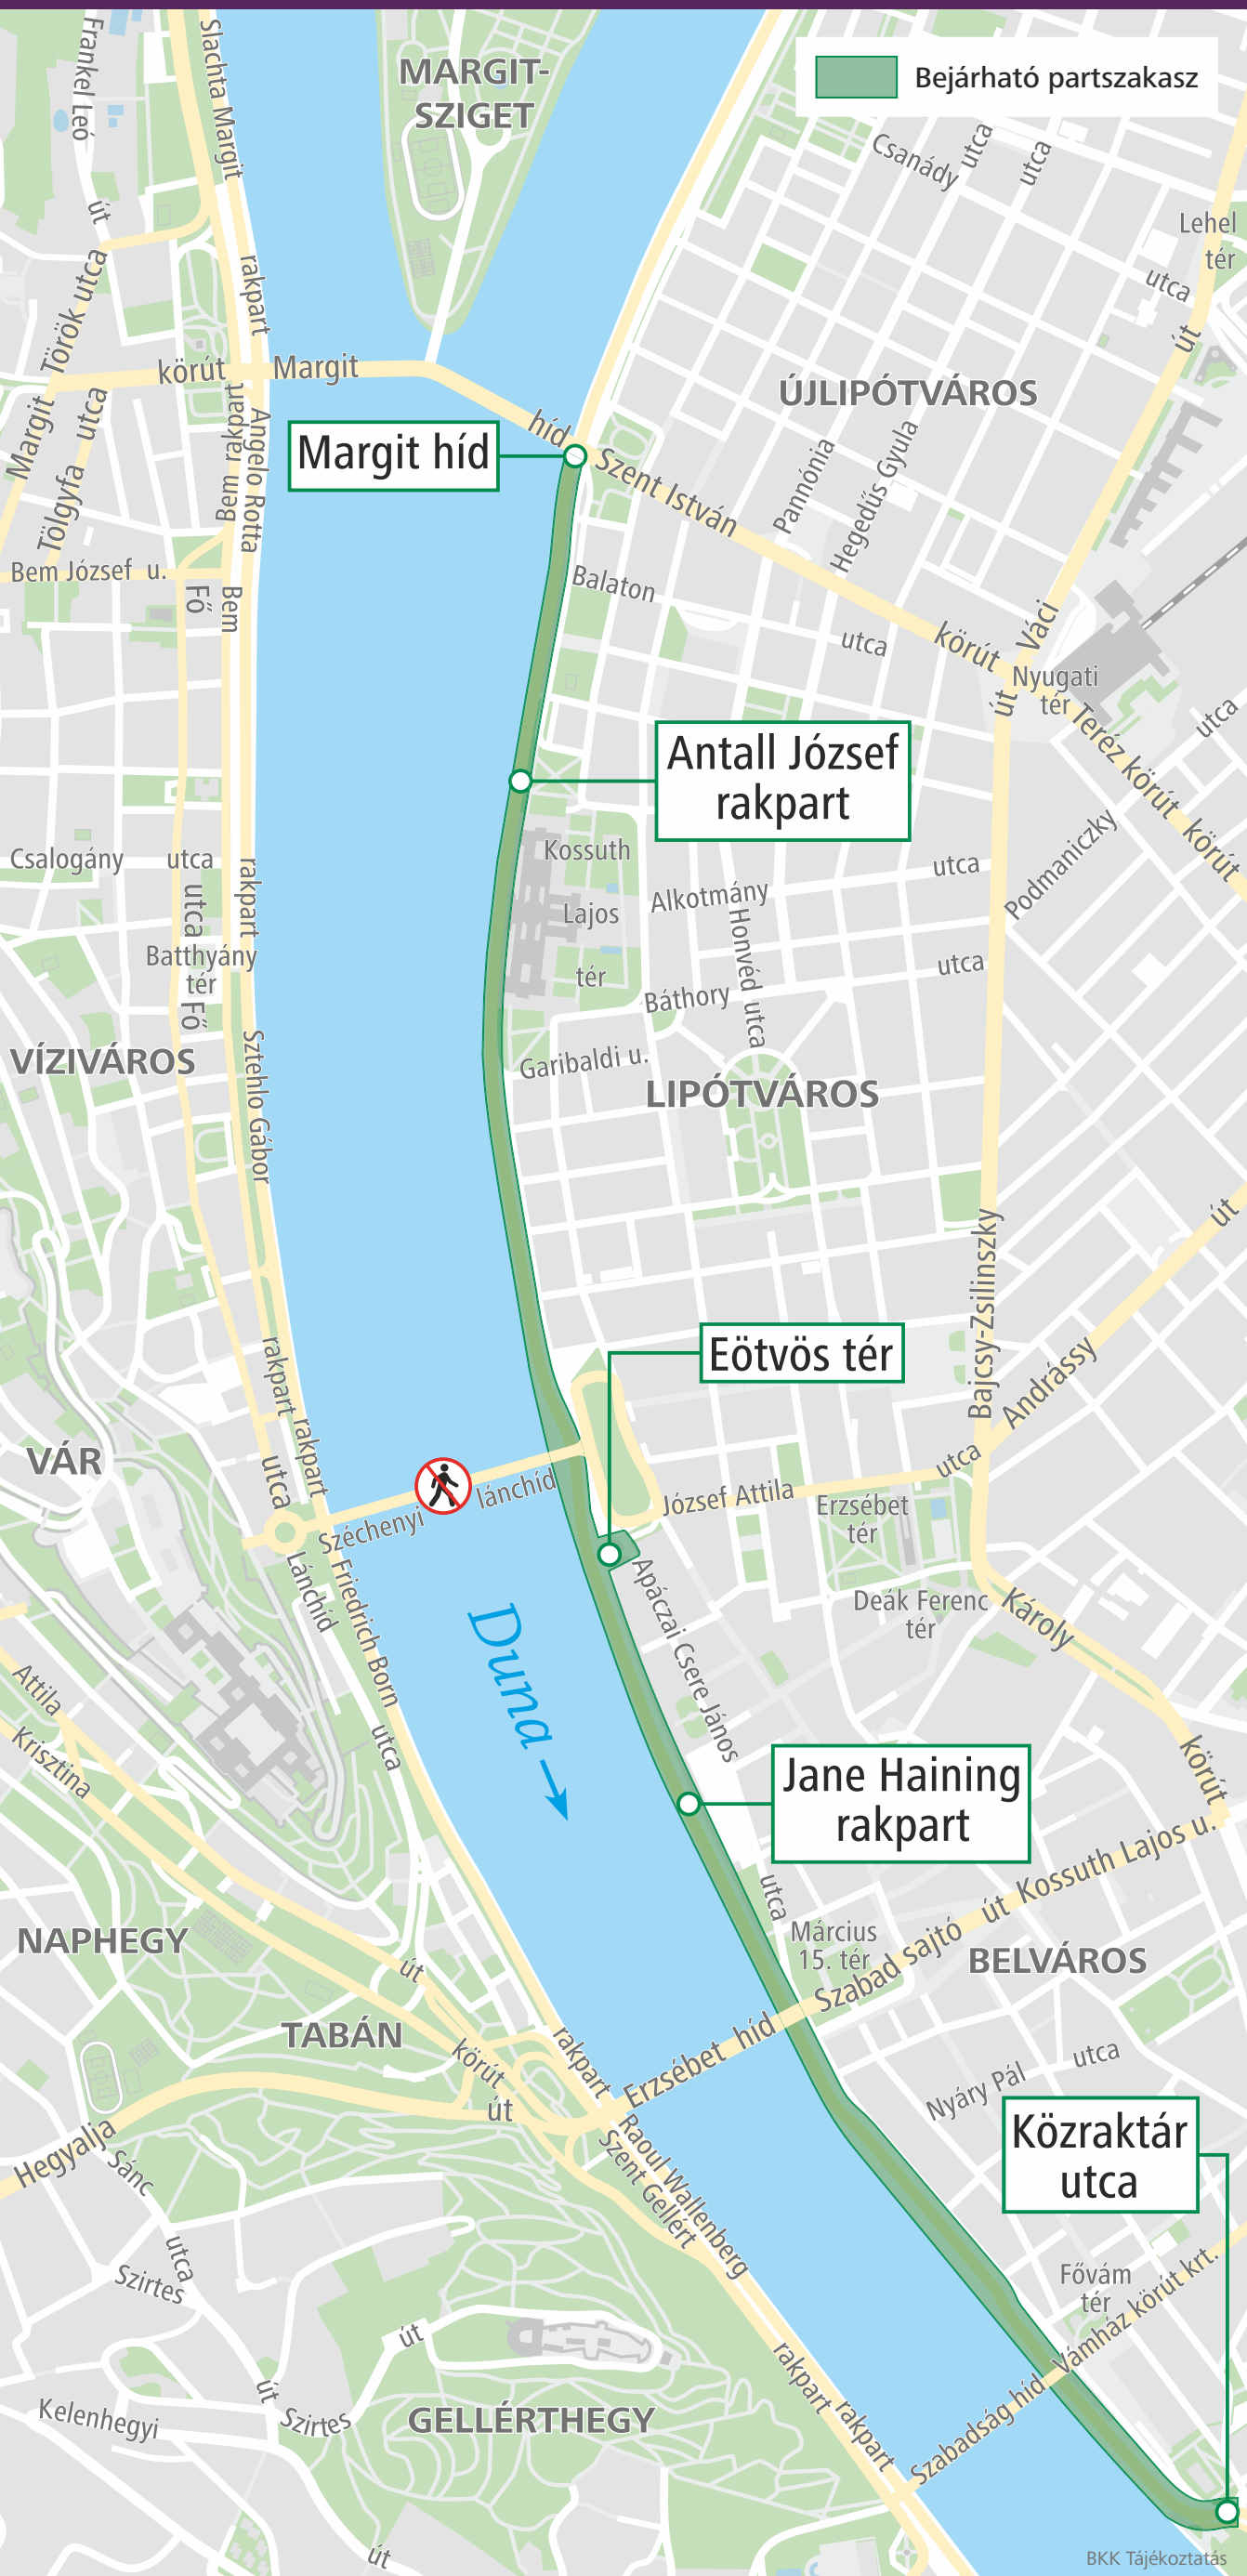 Bejárható partszakasz
MARGIT-
SZIGET
Frankel Leó
út
Slachta Margit
rakpart
Csanády
utca
utca
Lehel
tér
utca
út
Török utca
Margit
körút
Margit
híd
Margit híd
ÚJLIPÓTVÁROS
Szent István
körút
Pannónia
Hegedűs Gyula
Tölgyfa
utca
Bem rakpart
Angelo Rotta
Bem József u.
Fő
Bem
Balaton
utca
Váci
út
Nyugati
tér
Teréz körút
körút
utca
Antall József
rakpart
Podmaniczky
Csalogány
utca
utca
rakpart
Kossuth
Lajos
tér
Alkotmány
utca
Honvéd utca
Batthyány
tér
Fő
Báthory
utca
VÍZIVÁROS
Sztehlo Gábor
Garibaldi u.
LIPÓTVÁROS
rakpart
Bajcsy-Zsilinszky
Andrássy
út
Eötvös tér
VÁR
utca
rakpart
Széchenyi
lánchíd
József Attila
utca
Erzsébet
tér
Deák Ferenc
tér
Károly
körút
Lánchíd
Friedrich Born
utca
Duna
Apáczai Csere János
utca
Attila
Krisztina
Jane Haining
rakpart
Kossuth Lajos u.
Március
15. tér
Szabad sajtó
út
BELVÁROS
NAPHEGY
út
TABÁN
körút
út
rakpart
Erzsébet
híd
Nyáry Pál
utca
Közraktár
utca
Hegyalja
Sánc
utca
Szirtes
Raoul Wallenberg
Szent Gellért
Fővám
tér
Vámház körút
krt.
út
út
Szirtes
Kelenhegyi
GELLÉRTHEGY
rakpart
rakpart
Szabadság híd
út
BKK Tájékoztatás